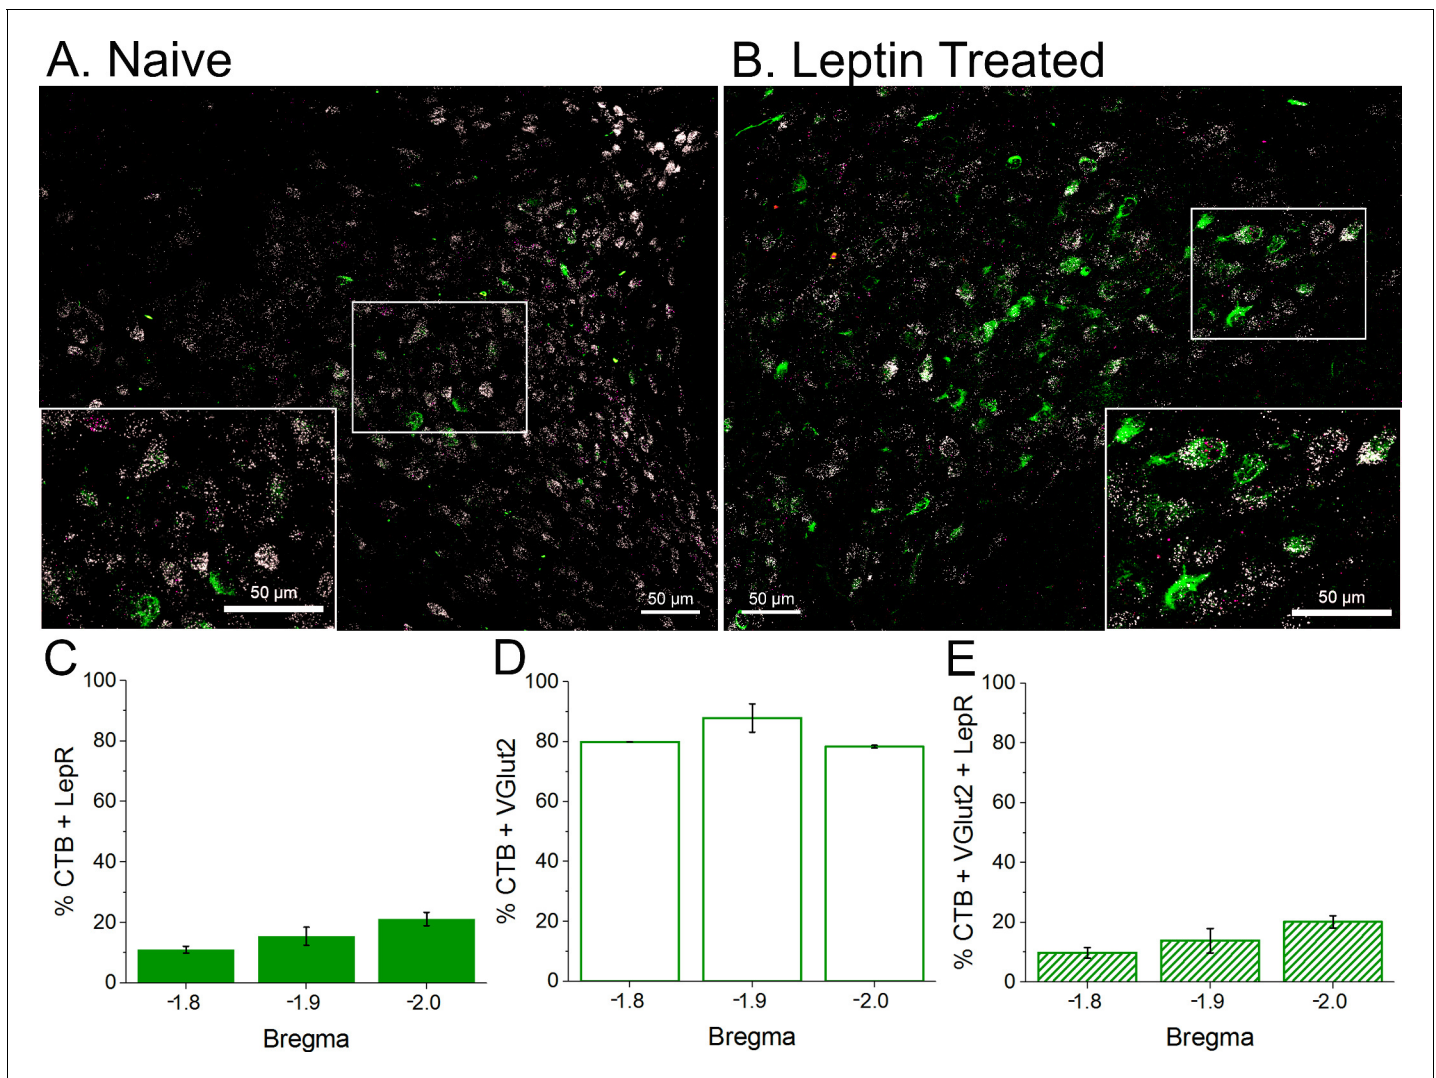 A. Naive
B. Leptin Treated
50 µm
50 µm
50 µm
50 µm
C
100
80
60
40
20
0
% CTB + LepR
-1.8
-1.9
-2.0
Bregma
D
100
80
60
40
20
0
% CTB + VGlut2
-1.8
-1.9
-2.0
Bregma
E
100
80
60
40
20
0
% CTB + VGlut2 + LepR
-1.8
-1.9
-2.0
Bregma